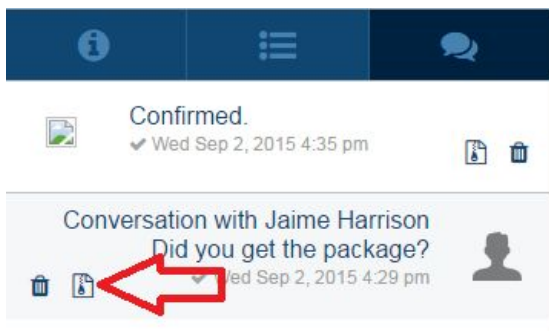 Confirmed.
✔ Wed Sep 2, 2015 4:35 pm
Conversation with Jaime Harrison
Did you get the package?
✔ Wed Sep 2, 2015 4:29 pm